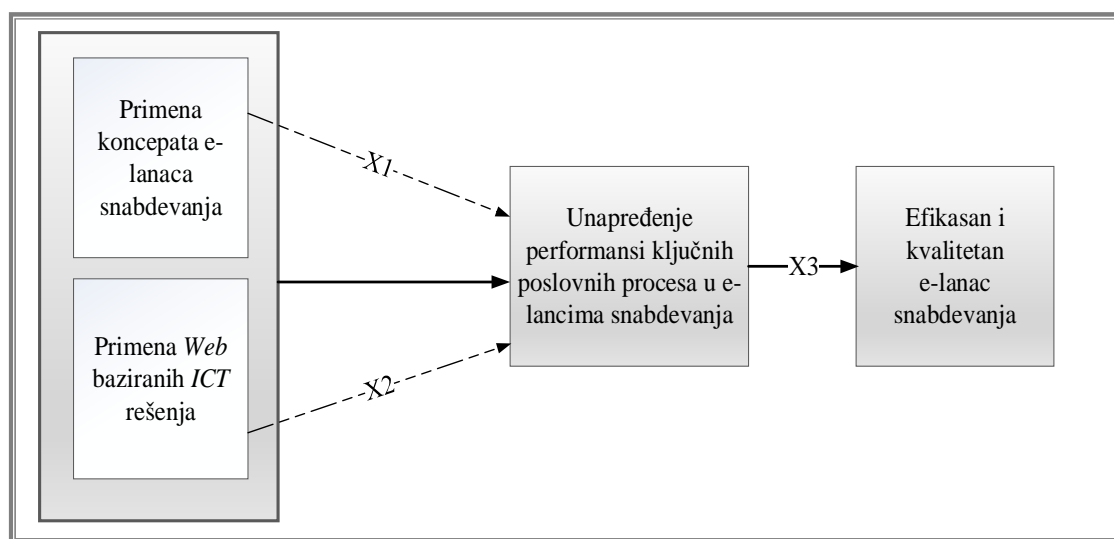 Primena
koncepata e-
lanaca
snabdevanja
X1
Primena Web
baziranih ICT
rešenja
X2
Unapređenje
performansi ključnih
poslovnih procesa u e-
lancima snabdevanja
X3
Efikasan i
kvalitetan
e-lanac
snabdevanja